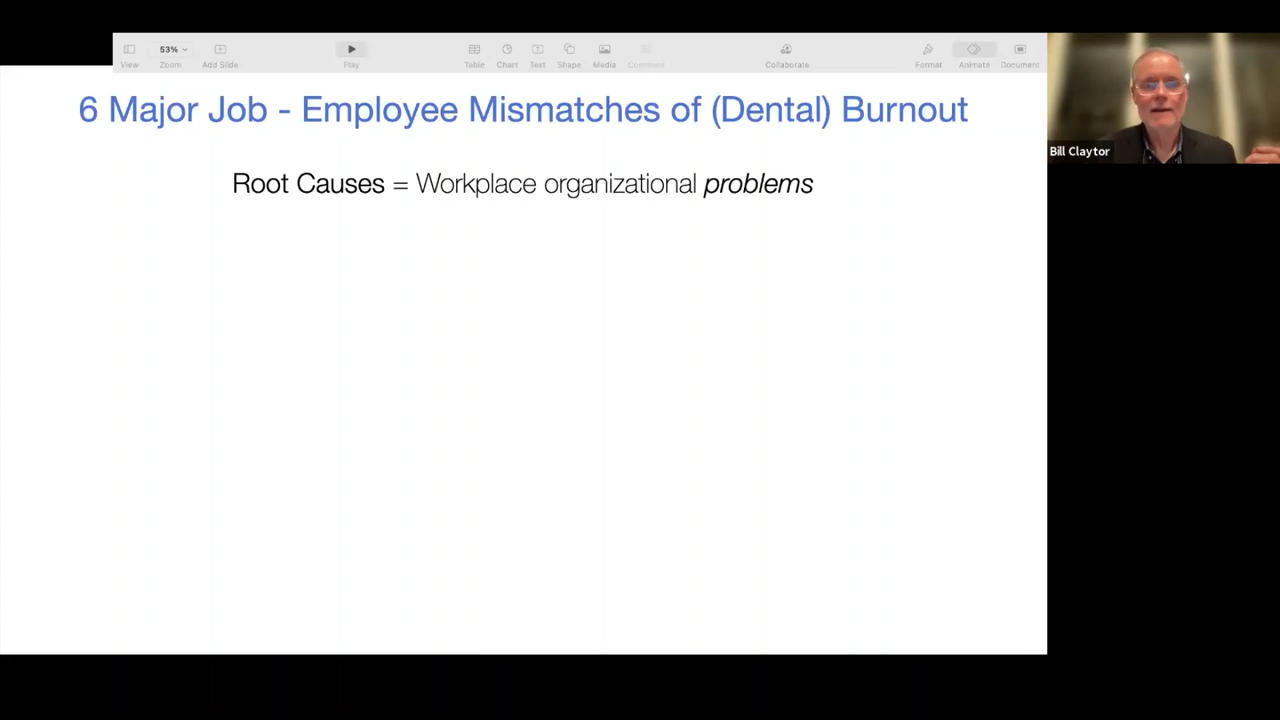 53%
View
Zoom
Add Slide
Play
Table
Chart
Text
Shape
Media
Comment
Collaborate
Format
Animate
Document
6 Major Job - Employee Mismatches of (Dental) Burnout
Root Causes = Workplace organizational problems
Bill Claytor